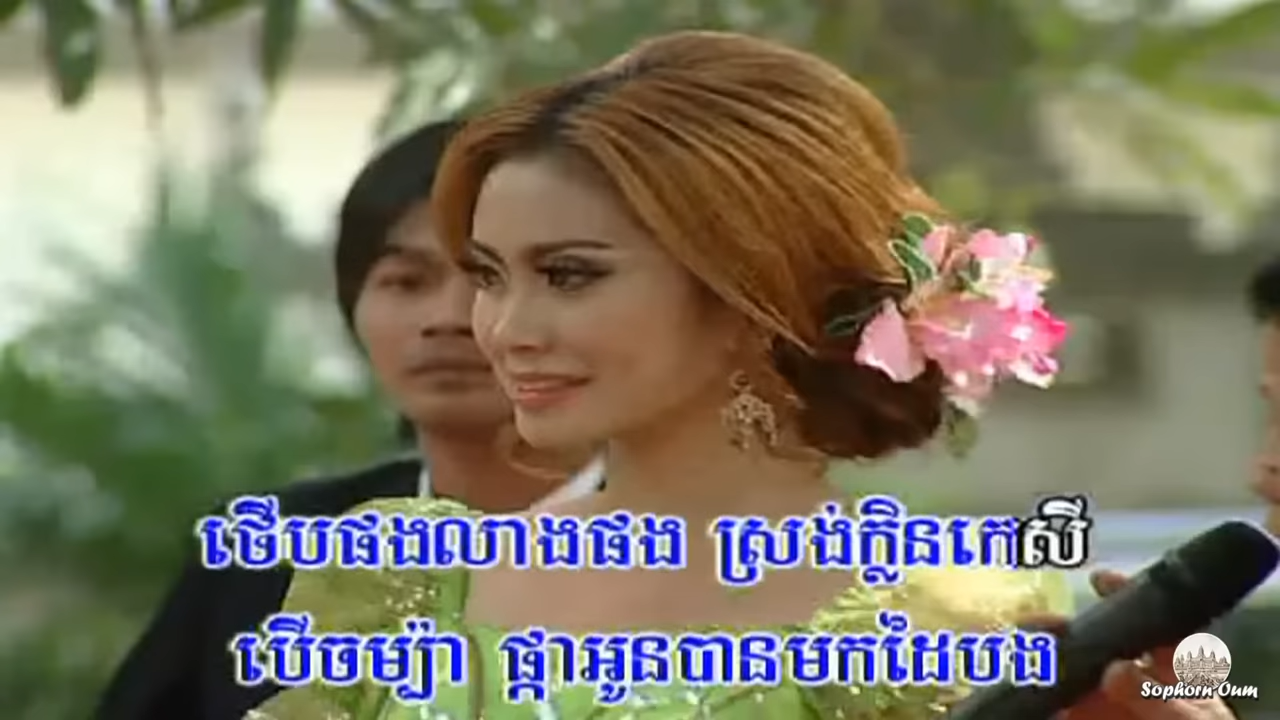 ថើបផងលាងផង ស្រង់ក្លិនកេសី
បើចម្ប៉ា ផ្កាអូនបានមកដៃបង
Sophorn Oum